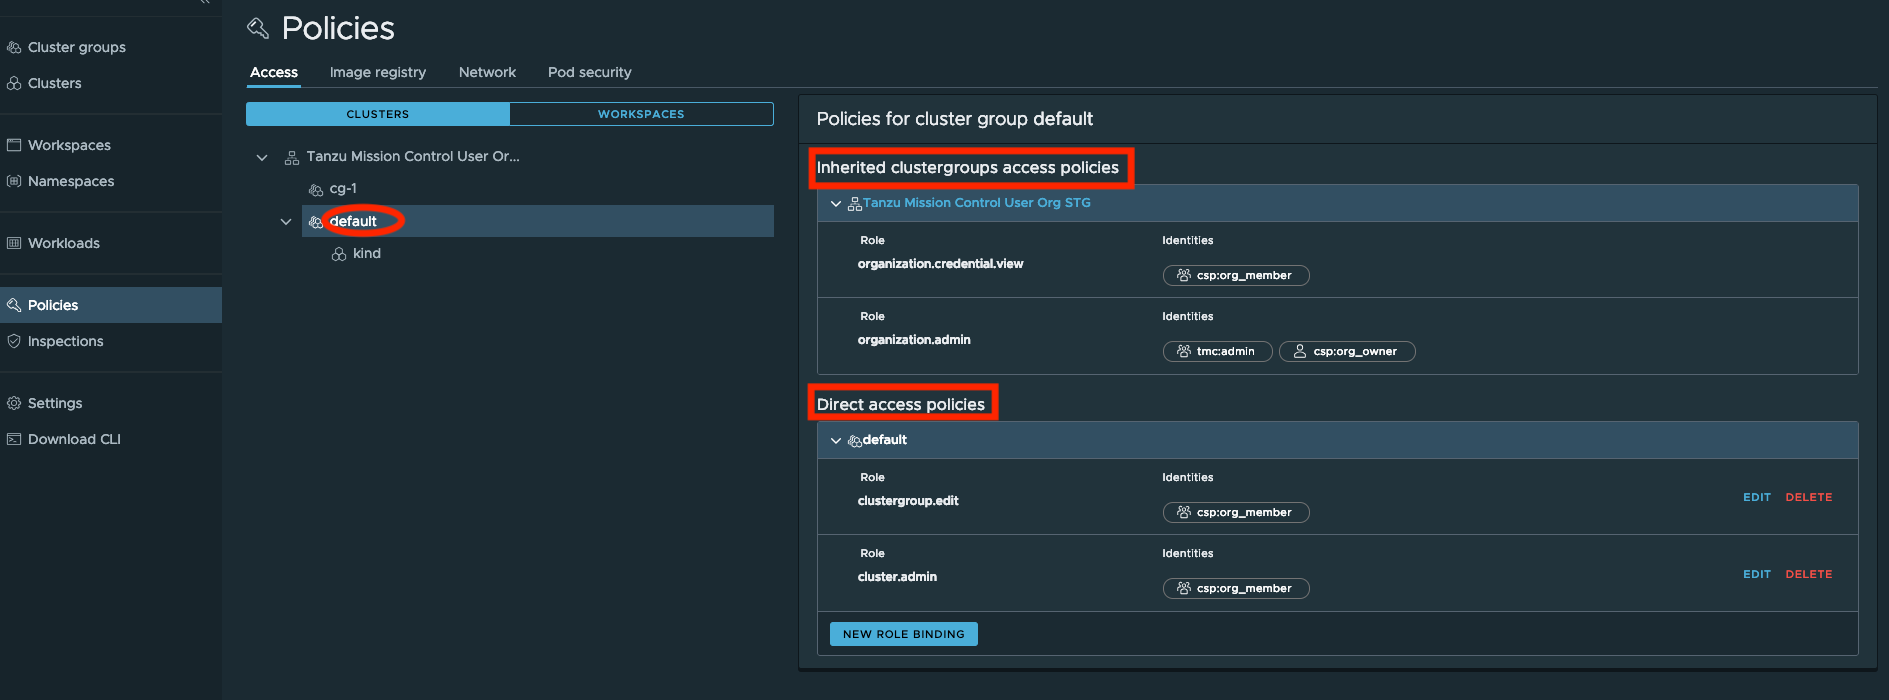 Policies
Access Image registry Network Pod security
Cluster groups
Clusters
Workspaces
Namespaces
Workloads
Policies
Inspections
Settings
Download CLI
CLUSTERS WORKSPACES
Tanzu Mission Control User Or...
cg-1
default
kind
Policies for cluster group default
Inherited clustergroups access policies
Tanzu Mission Control User Org STG
Role Identities
organization.credential.view
csp:org_member
Role Identities
organization.admin
tmc:admin csp:org_owner
Direct access policies
default
Role Identities
clustergroup.edit
csp:org_member
EDIT DELETE
Role Identities
cluster.admin
csp:org_member
EDIT DELETE
NEW ROLE BINDING